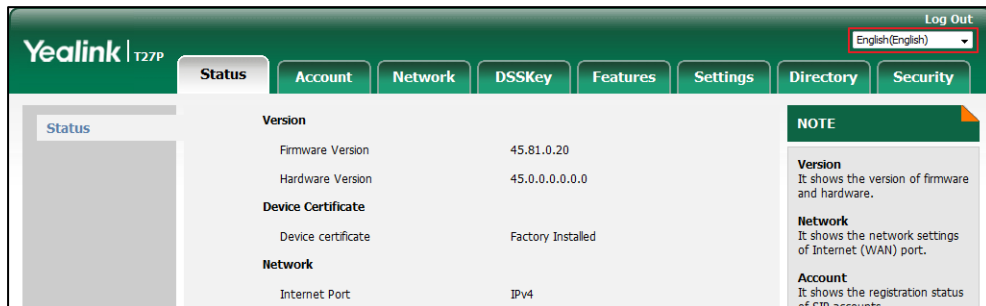 Log Out
Yealink T27P
English(English)
Status Account Network DSSKey Features Settings Directory Security
Status
Version
Firmware Version 45.81.0.20
Hardware Version 45.0.0.0.0.0.0
Device Certificate
Device certificate Factory Installed
Network
Internet Port IPv4
NOTE
Version
It shows the version of firmware
and hardware.
Network
It shows the network settings
of Internet (WAN) port.
Account
It shows the registration status
of SIP accounts